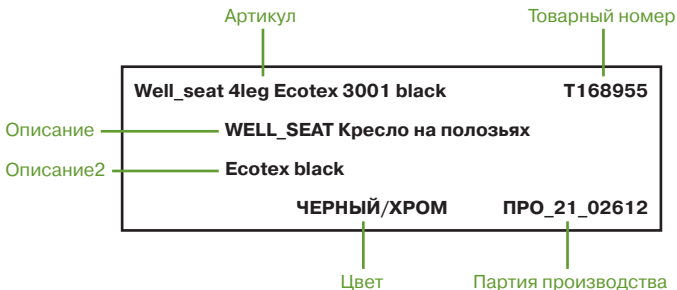 Артикул Товарный номер
Well_seat 4leg Ecotex 3001 black T168955
Описание WELL_SEAT Кресло на полозьях
Описание2 Ecotex black
ЧЕРНЫЙ/ХРОМ ПРО_21_02612
Цвет Партия производства